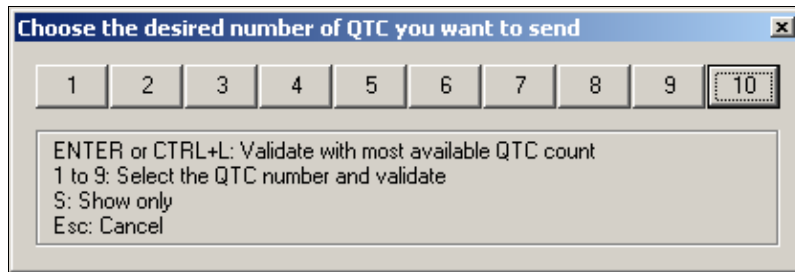 Choose the desired number of QTC you want to send
1 2 3 4 5 6 7 8 9 10
ENTER or CTRL+L: Validate with most available QTC count
1 to 9: Select the QTC number and validate
S: Show only
Esc: Cancel